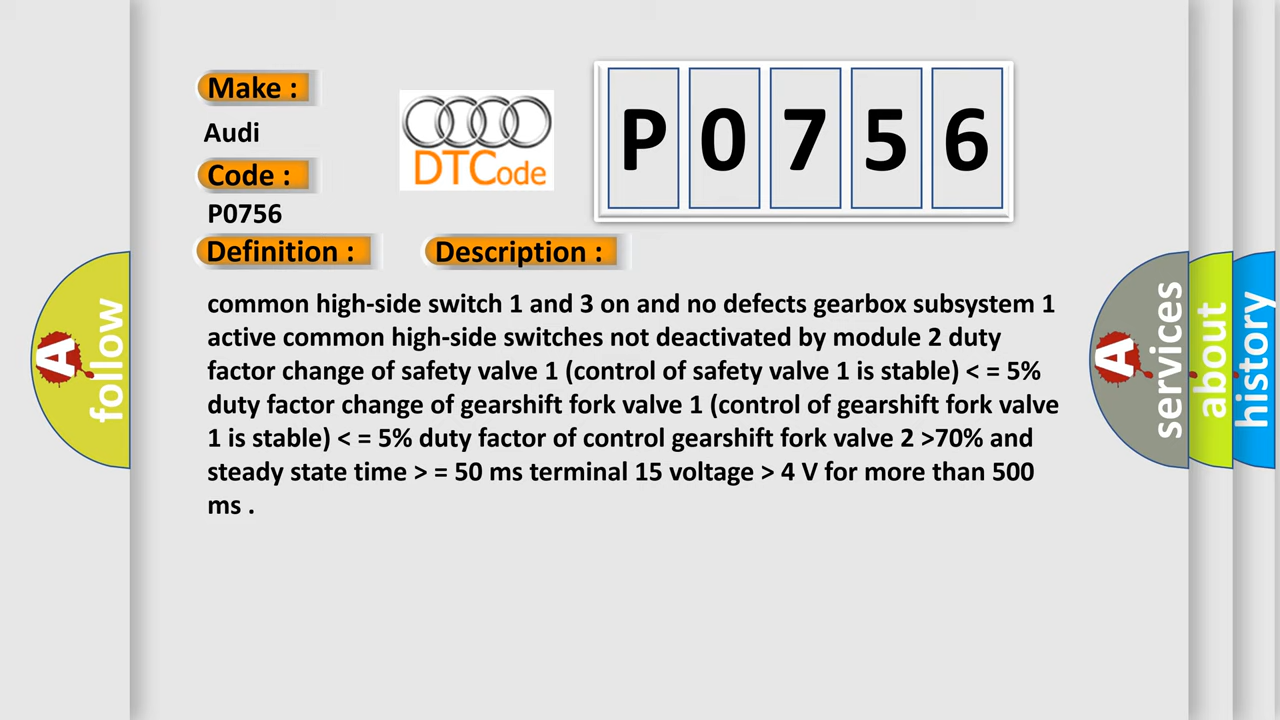 Make :
Audi
Code :
P0756
DTCode
P0756
Definition :
Description :
common high-side switch 1 and 3 on and no defects gearbox subsystem 1
active common high-side switches not deactivated by module 2 duty
factor change of safety valve 1 (control of safety valve 1 is stable) < = 5%
duty factor change of gearshift fork valve 1 (control of gearshift fork valve
1 is stable) < = 5% duty factor of control gearshift fork valve 2 >70% and
steady state time > = 50 ms terminal 15 voltage > 4 V for more than 500
ms .
A
follow
A
services
about
history